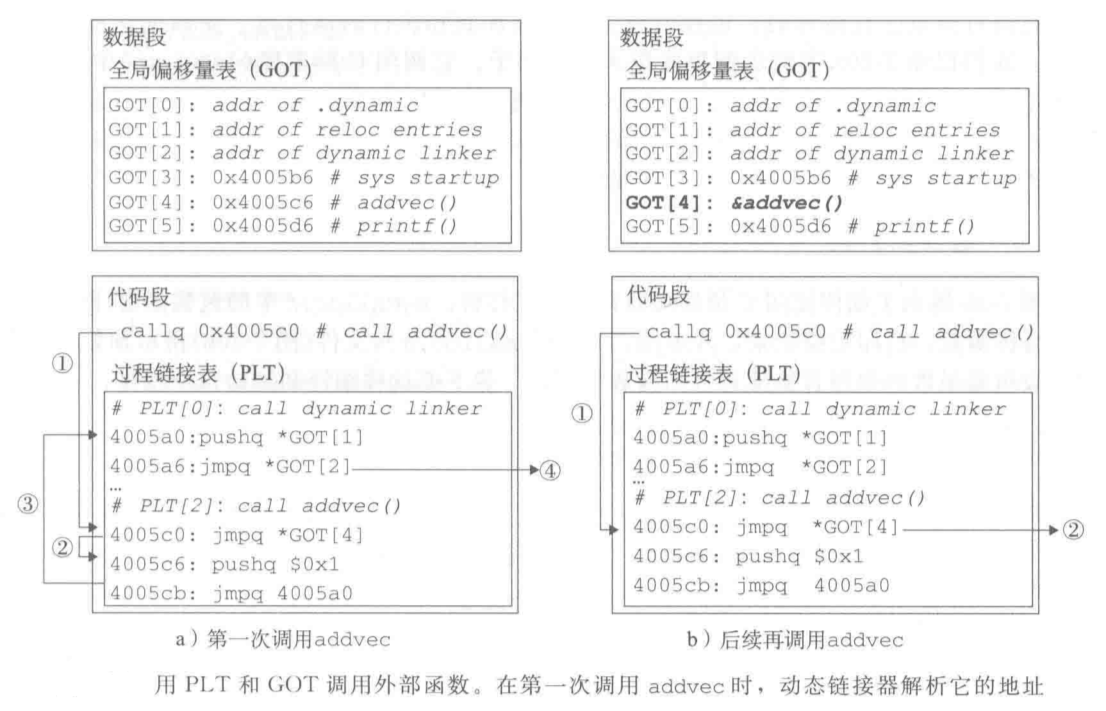 数据段
全局偏移量表（GOT）
GOT[0]: addr of .dynamic
GOT[1]: addr of reloc entries
GOT[2]: addr of dynamic linker
GOT[3]: 0x4005b6 # sys startup
GOT[4]: 0x4005c6 # addvec()
GOT[5]: 0x4005d6 # printf()
代码段
callq 0x4005c0 # call addvec()
①
过程链接表（PLT）
# PLT[0]: call dynamic linker
4005a0:pushq *GOT[1]
4005a6:jmpq *GOT[2]
④
…
③
# PLT[2]: call addvec()
4005c0: jmpq *GOT[4]
②
4005c6: pushq $0x1
4005cb: jmpq 4005a0
a）第一次调用addvec
数据段
全局偏移量表（GOT）
GOT[0]: addr of .dynamic
GOT[1]: addr of reloc entries
GOT[2]: addr of dynamic linker
GOT[3]: 0x4005b6 # sys startup
GOT[4]: &addvec()
GOT[5]: 0x4005d6 # printf()
代码段
callq 0x4005c0 # call addvec()
过程链接表（PLT）
①
# PLT[0]: call dynamic linker
4005a0:pushq *GOT[1]
4005a6:jmpq *GOT[2]
…
# PLT[2]: call addvec()
4005c0: jmpq *GOT[4]
②
4005c6: pushq $0x1
4005cb: jmpq 4005a0
b）后续再调用addvec
用 PLT 和 GOT 调用外部函数。在第一次调用 addvec 时，动态链接器解析它的地址